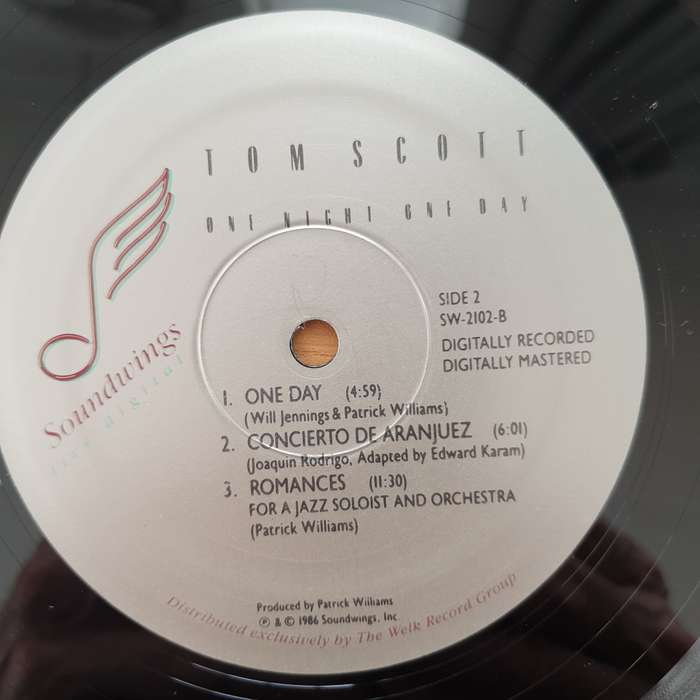 TOM SCOTT
ONE NIGHT ONE DAY
Soundwings
live digital
SIDE 2
SW-2102-B
DIGITALLY RECORDED
DIGITALLY MASTERED
1. ONE DAY (4:59)
(Will Jennings & Patrick Williams)
2. CONCIERTO DE ARANJUEZ (6:01)
(Joaquin Rodrigo, Adapted by Edward Karam)
3. ROMANCES (11:30)
FOR A JAZZ SOLOIST AND ORCHESTRA
(Patrick Williams)
Produced by Patrick Williams
℗ & © 1986 Soundwings, Inc.
Distributed exclusively by The Welk Record Group